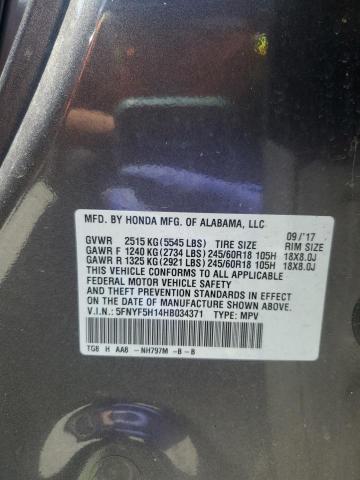 MFD. BY HONDA MFG. OF ALABAMA, LLC
09/'17
GVWR 2515 KG (5545 LBS) TIRE SIZE RIM SIZE
GAWR F 1240 KG (2734 LBS) 245/60R18 105H 18X8.0J
GAWR R 1325 KG (2921 LBS) 245/60R18 105H 18X8.0J
THIS VEHICLE CONFORMS TO ALL APPLICABLE
FEDERAL MOTOR VEHICLE SAFETY AND
THEFT PREVENTION STANDARDS IN EFFECT
ON THE DATE OF MANUFACTURE SHOWN
ABOVE.
V.I.N.: 5FNYF5H14HB034371 TYPE: MPV
TG8 H AAB -NH797M -B -B